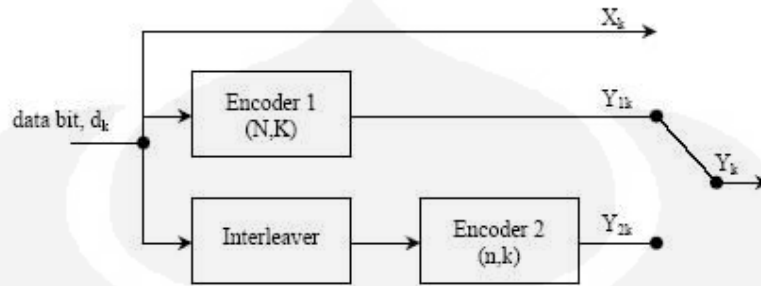 X_k
Encoder 1
(N,K)
Y_1k
data bit, d_k
Y_k
Interleaver
Encoder 2
(n,k)
Y_2k